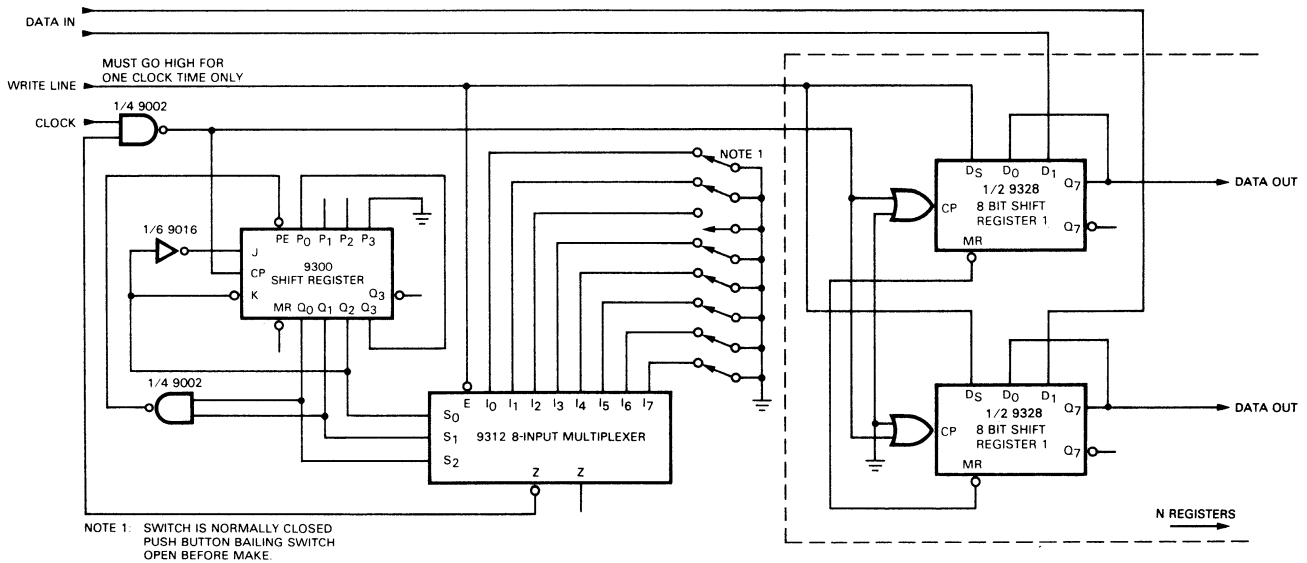 DATA IN
MUST GO HIGH FOR
ONE CLOCK TIME ONLY
WRITE LINE
1/4 9002
CLOCK
NOTE 1
1/6 9016
PE P0 P1 P2 P3
J
9300
SHIFT REGISTER
CP
K
Q3
MR Q0 Q1 Q2 Q3
1/4 9002
E I0 I1 I2 I3 I4 I5 I6 I7
S0
S1
S2
9312 8-INPUT MULTIPLEXER
Z Z
DS D0 D1
Q7
1/2 9328
8 BIT SHIFT
REGISTER 1
CP
Q7
MR
DATA OUT
DS D0 D1
Q7
1/2 9328
8 BIT SHIFT
REGISTER 1
CP
Q7
MR
DATA OUT
N REGISTERS
NOTE 1: SWITCH IS NORMALLY CLOSED
PUSH BUTTON BAILING SWITCH
OPEN BEFORE MAKE.